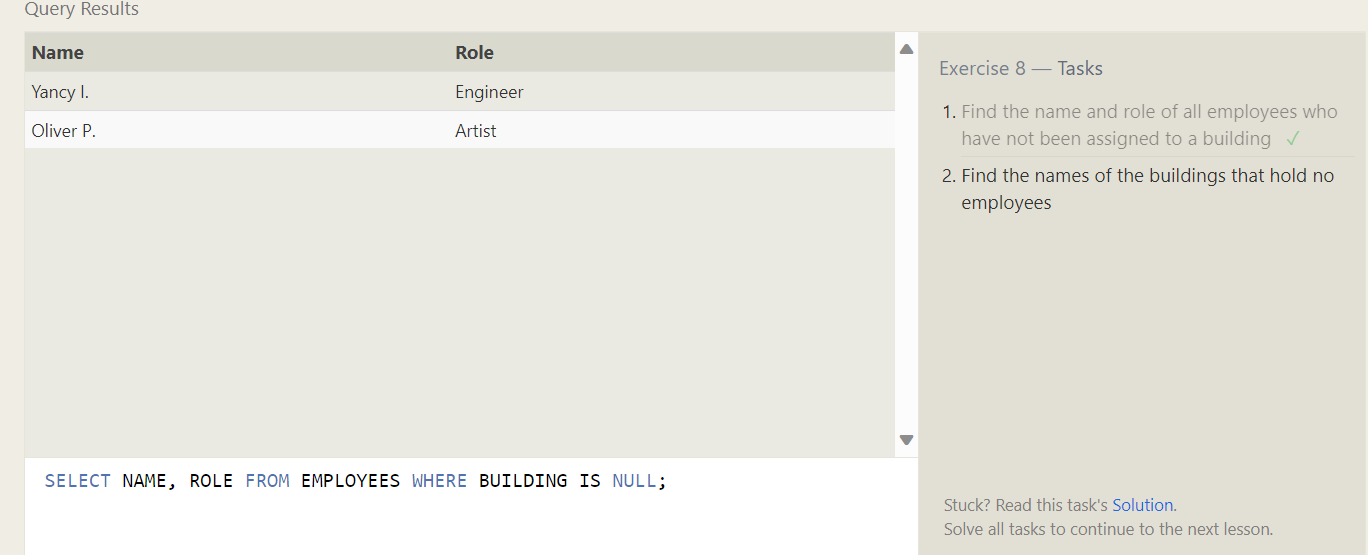 Query Results
Name Role
Yancy I. Engineer
Oliver P. Artist
SELECT NAME, ROLE FROM EMPLOYEES WHERE BUILDING IS NULL;
Exercise 8 — Tasks
1. Find the name and role of all employees who
have not been assigned to a building ✓
2. Find the names of the buildings that hold no
employees
Stuck? Read this task's Solution.
Solve all tasks to continue to the next lesson.